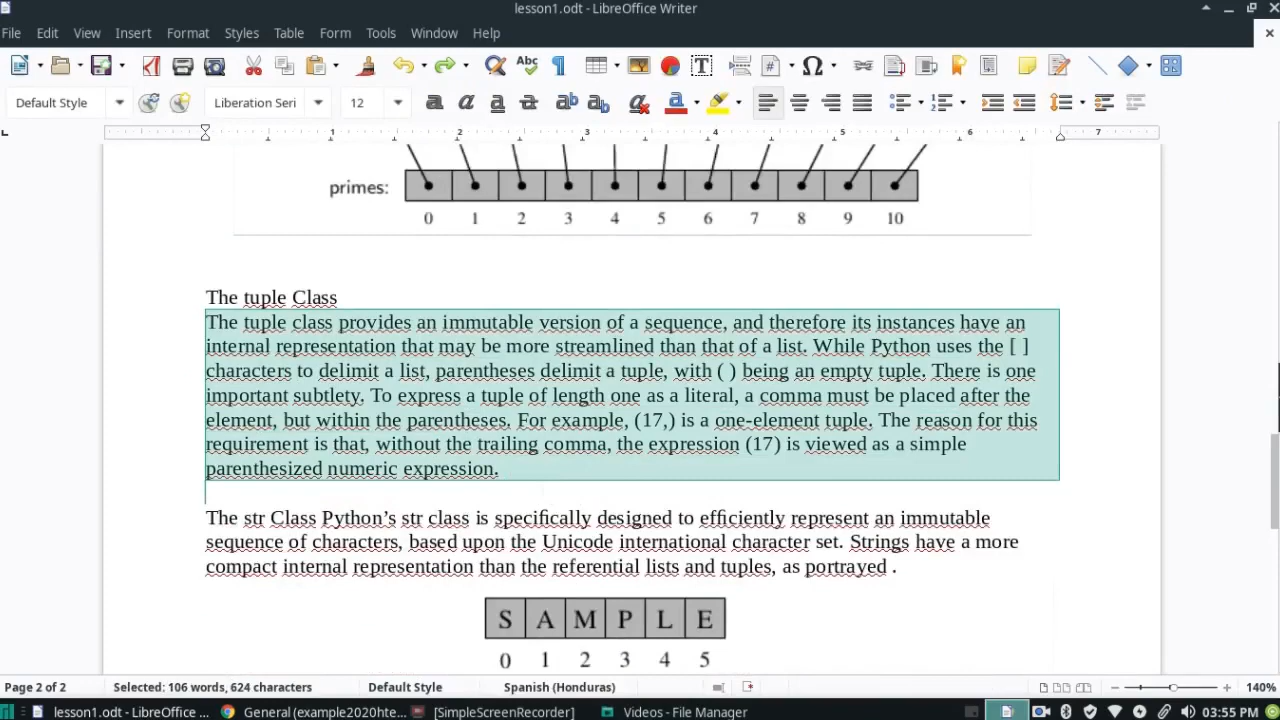 lesson1.odt - LibreOffice Writer
File Edit View Insert Format Styles Table Form Tools Window Help
Default Style Liberation Seri 12
1 2 3 4 5 6 7
primes:
0 1 2 3 4 5 6 7 8 9 10
The tuple Class
The tuple class provides an immutable version of a sequence, and therefore its instances have an
internal representation that may be more streamlined than that of a list. While Python uses the [ ]
characters to delimit a list, parentheses delimit a tuple, with ( ) being an empty tuple. There is one
important subtlety. To express a tuple of length one as a literal, a comma must be placed after the
element, but within the parentheses. For example, (17,) is a one-element tuple. The reason for this
requirement is that, without the trailing comma, the expression (17) is viewed as a simple
parenthesized numeric expression.
The str Class Python’s str class is specifically designed to efficiently represent an immutable
sequence of characters, based upon the Unicode international character set. Strings have a more
compact internal representation than the referential lists and tuples, as portrayed .
S A M P L E
0 1 2 3 4 5
Page 2 of 2 Selected: 106 words, 624 characters Default Style Spanish (Honduras) 140%
lesson1.odt - LibreOffice Writer ... General (example2020hte... [SimpleScreenRecorder] Videos - File Manager 03:55 PM